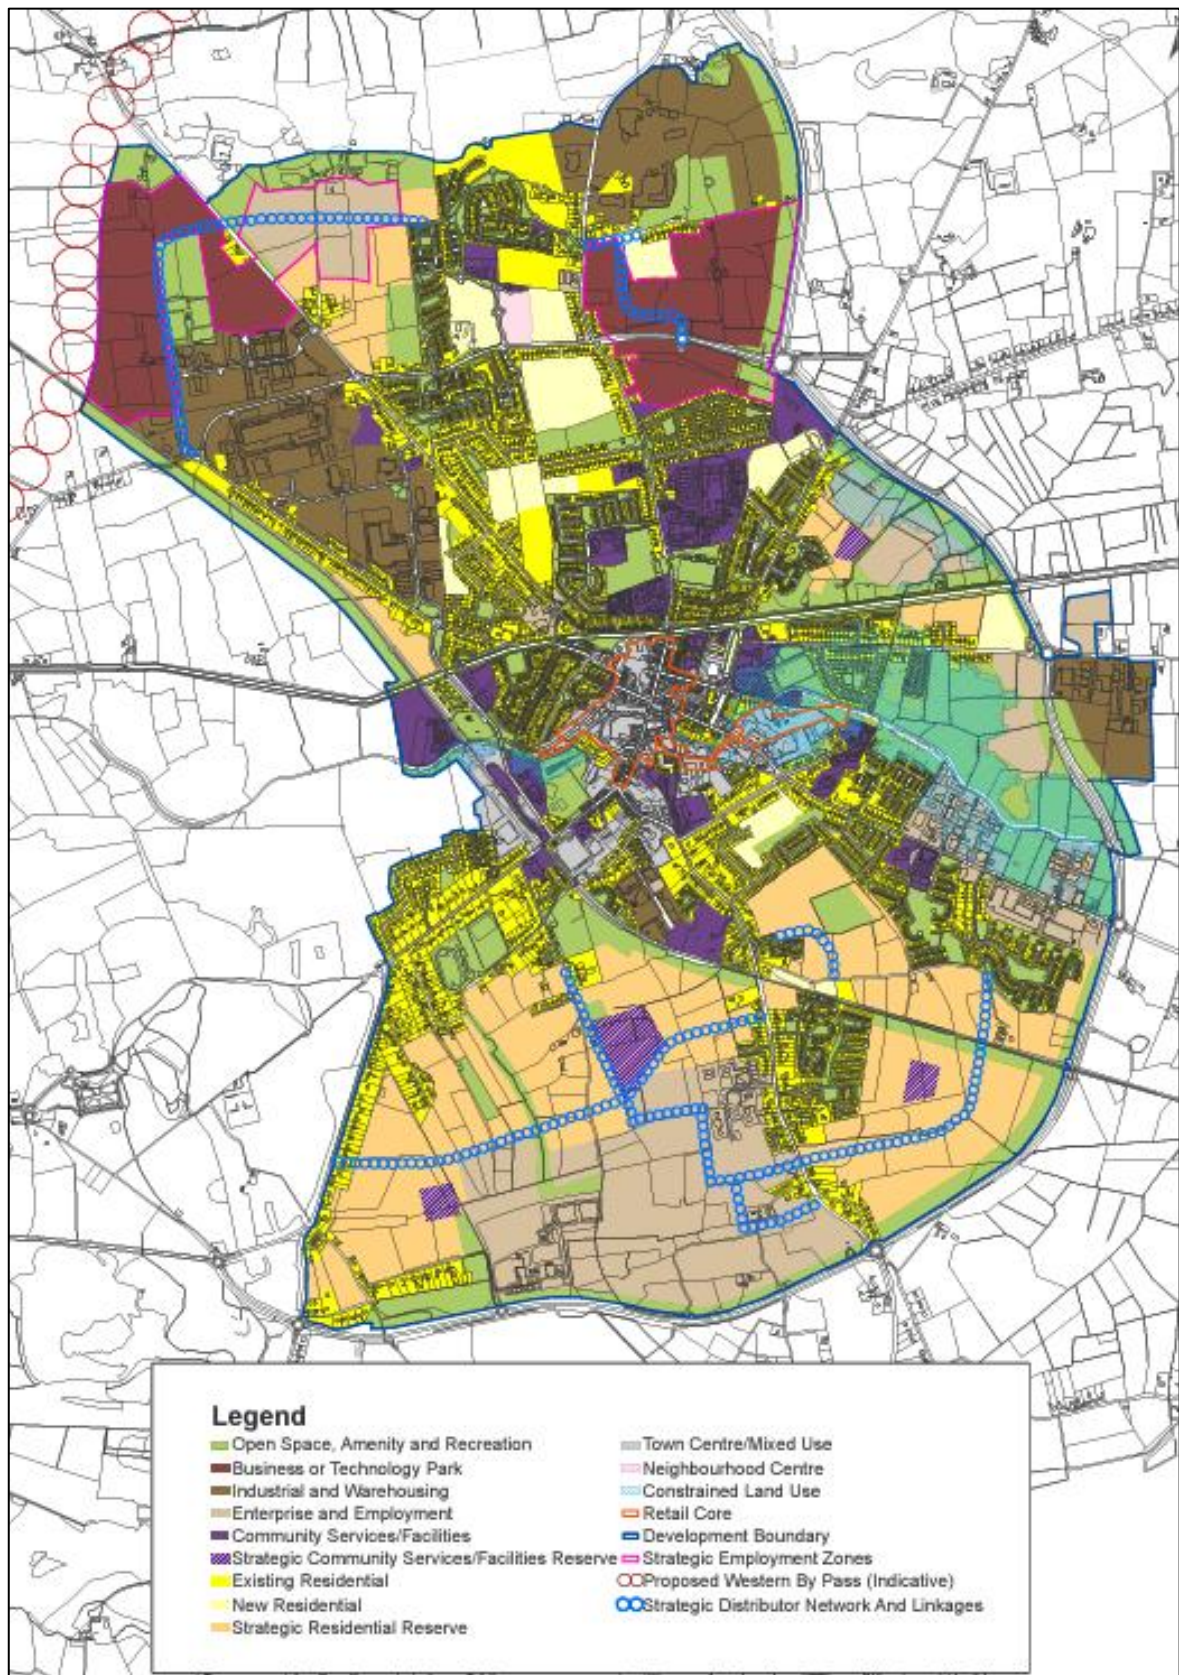 Legend
Open Space, Amenity and Recreation
Business or Technology Park
Industrial and Warehousing
Enterprise and Employment
Community Services/Facilities
Strategic Community Services/Facilities Reserve
Existing Residential
New Residential
Strategic Residential Reserve
Town Centre/Mixed Use
Neighbourhood Centre
Constrained Land Use
Retail Core
Development Boundary
Strategic Employment Zones
Proposed Western By Pass (Indicative)
Strategic Distributor Network And Linkages